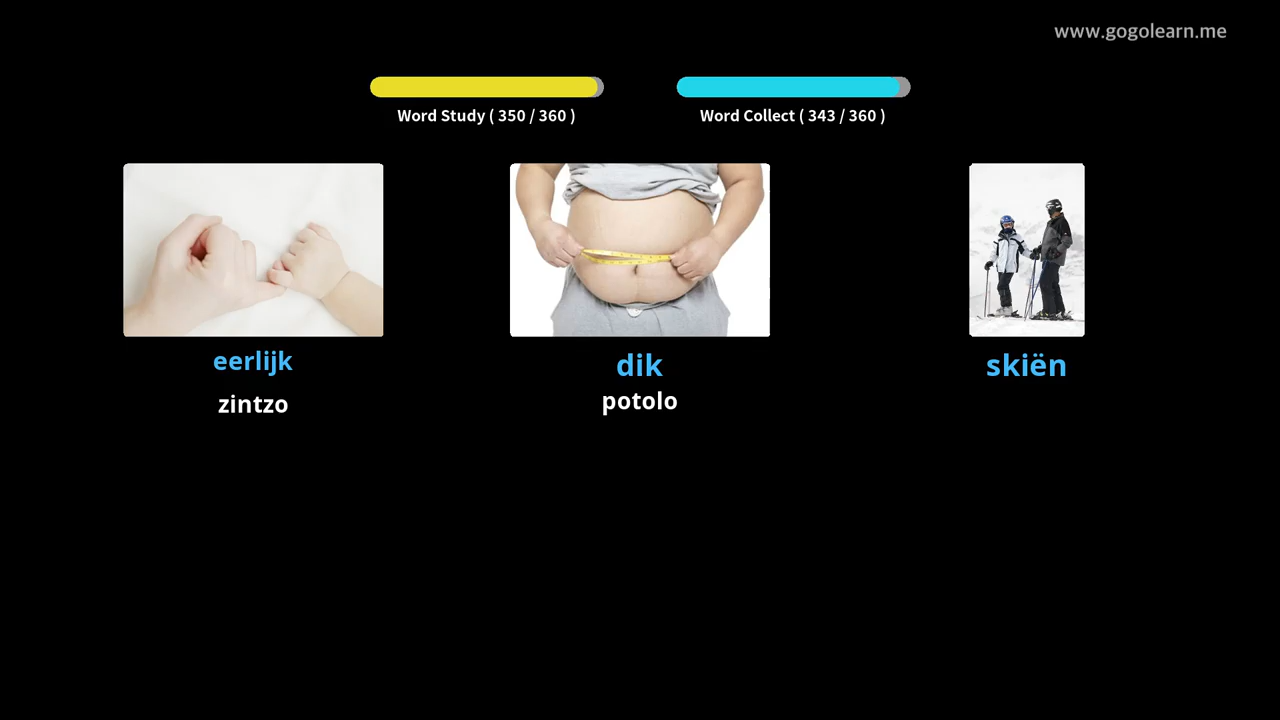 www.gogolearn.me
Word Study ( 350 / 360 )
Word Collect ( 343 / 360 )
eerlijk
zintzo
dik
potolo
skiën